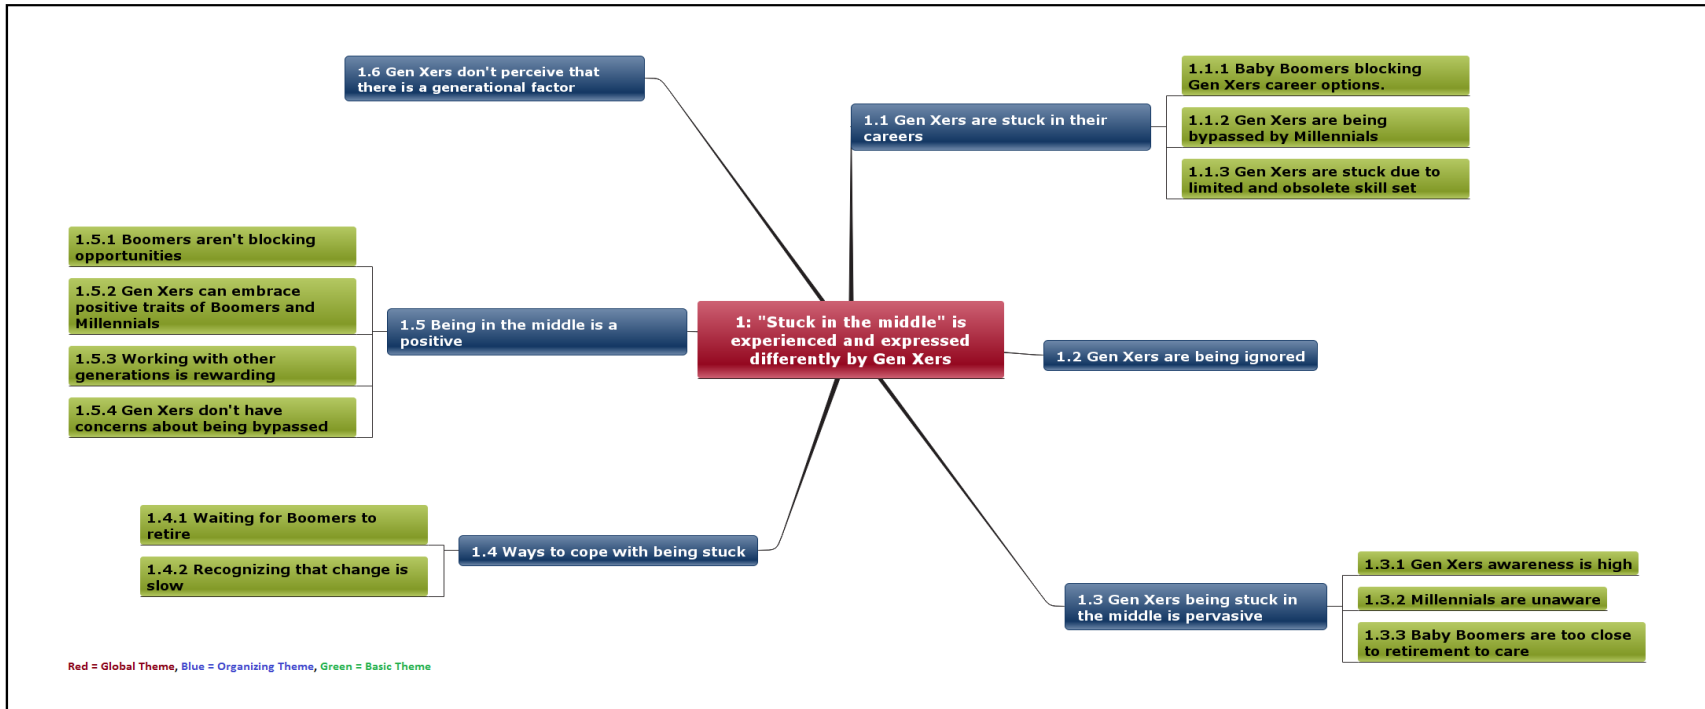 1: "Stuck in the middle" is
experienced and expressed
differently by Gen Xers
1.1 Gen Xers are stuck in their
careers
1.1.1 Baby Boomers blocking
Gen Xers career options.
1.1.2 Gen Xers are being
bypassed by Millennials
1.1.3 Gen Xers are stuck due to
limited and obsolete skill set
1.2 Gen Xers are being ignored
1.3 Gen Xers being stuck in
the middle is pervasive
1.3.1 Gen Xers awareness is high
1.3.2 Millennials are unaware
1.3.3 Baby Boomers are too close
to retirement to care
1.4 Ways to cope with being stuck
1.4.1 Waiting for Boomers to
retire
1.4.2 Recognizing that change is
slow
1.5 Being in the middle is a
positive
1.5.1 Boomers aren't blocking
opportunities
1.5.2 Gen Xers can embrace
positive traits of Boomers and
Millennials
1.5.3 Working with other
generations is rewarding
1.5.4 Gen Xers don't have
concerns about being bypassed
1.6 Gen Xers don't perceive that
there is a generational factor
Red = Global Theme, Blue = Organizing Theme, Green = Basic Theme